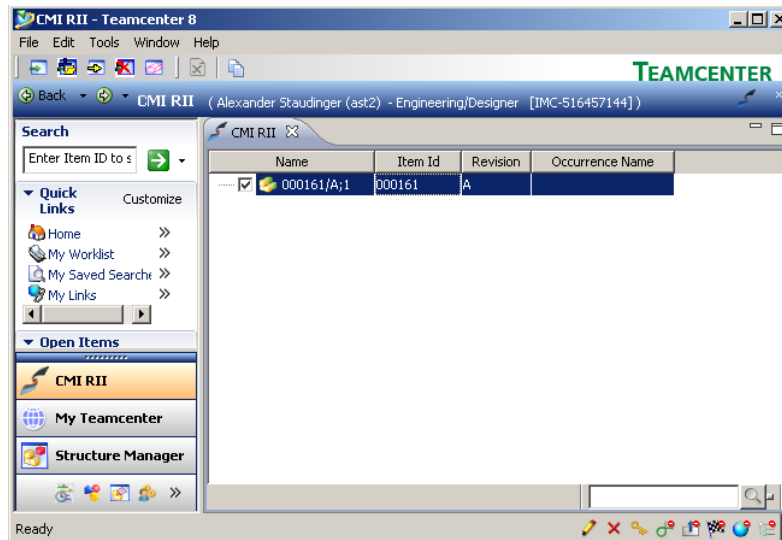 CMI RII - Teamcenter 8
File Edit Tools Window Help
TEAMCENTER
Back CMI RII ( Alexander Staudinger (ast2) - Engineering/Designer [IMC-516457144] )
Search
CMI RII
Enter Item ID to s
Name Item Id Revision Occurrence Name
000161/A;1 000161 A
Quick Links Customize
Home
My Worklist
My Saved Searche
My Links
Open Items
CMI RII
My Teamcenter
Structure Manager
Ready